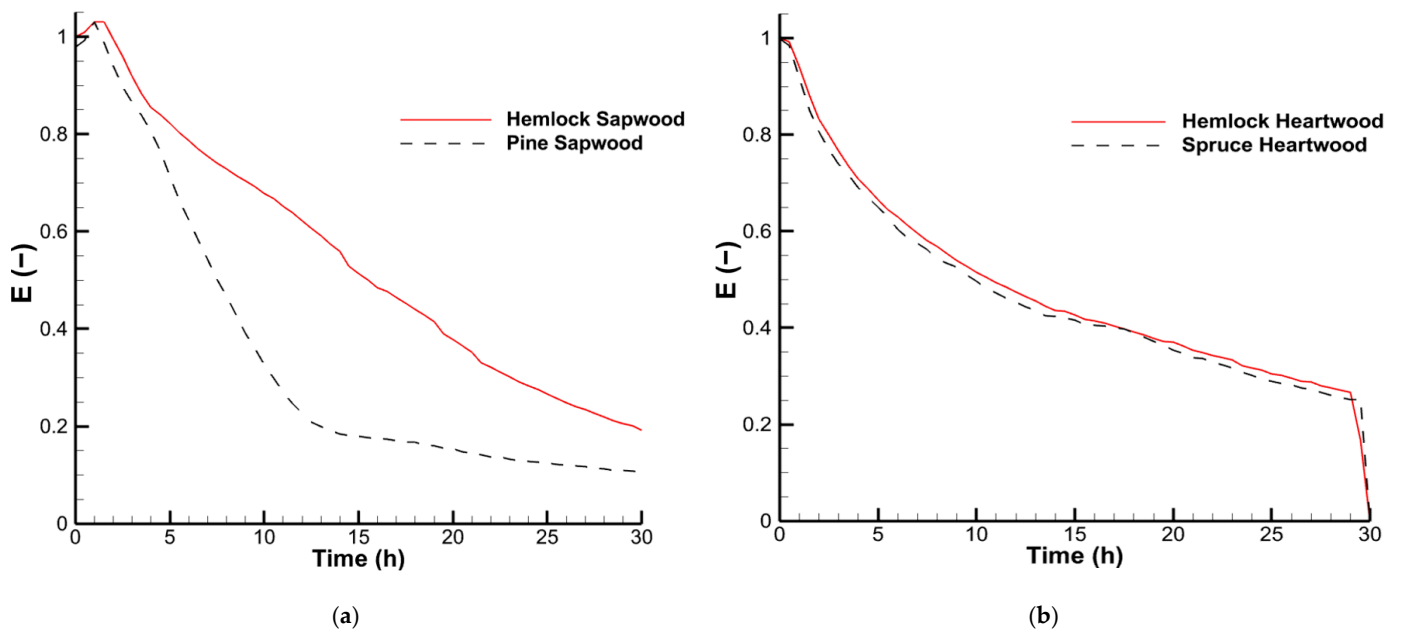 1
0.8
0.6
0.4
0.2
0
E (−)
0 5 10 15 20 25 30
Time (h)
Hemlock Sapwood
Pine Sapwood
(a)
1
0.8
0.6
0.4
0.2
0
E (−)
0 5 10 15 20 25 30
Time (h)
Hemlock Heartwood
Spruce Heartwood
(b)